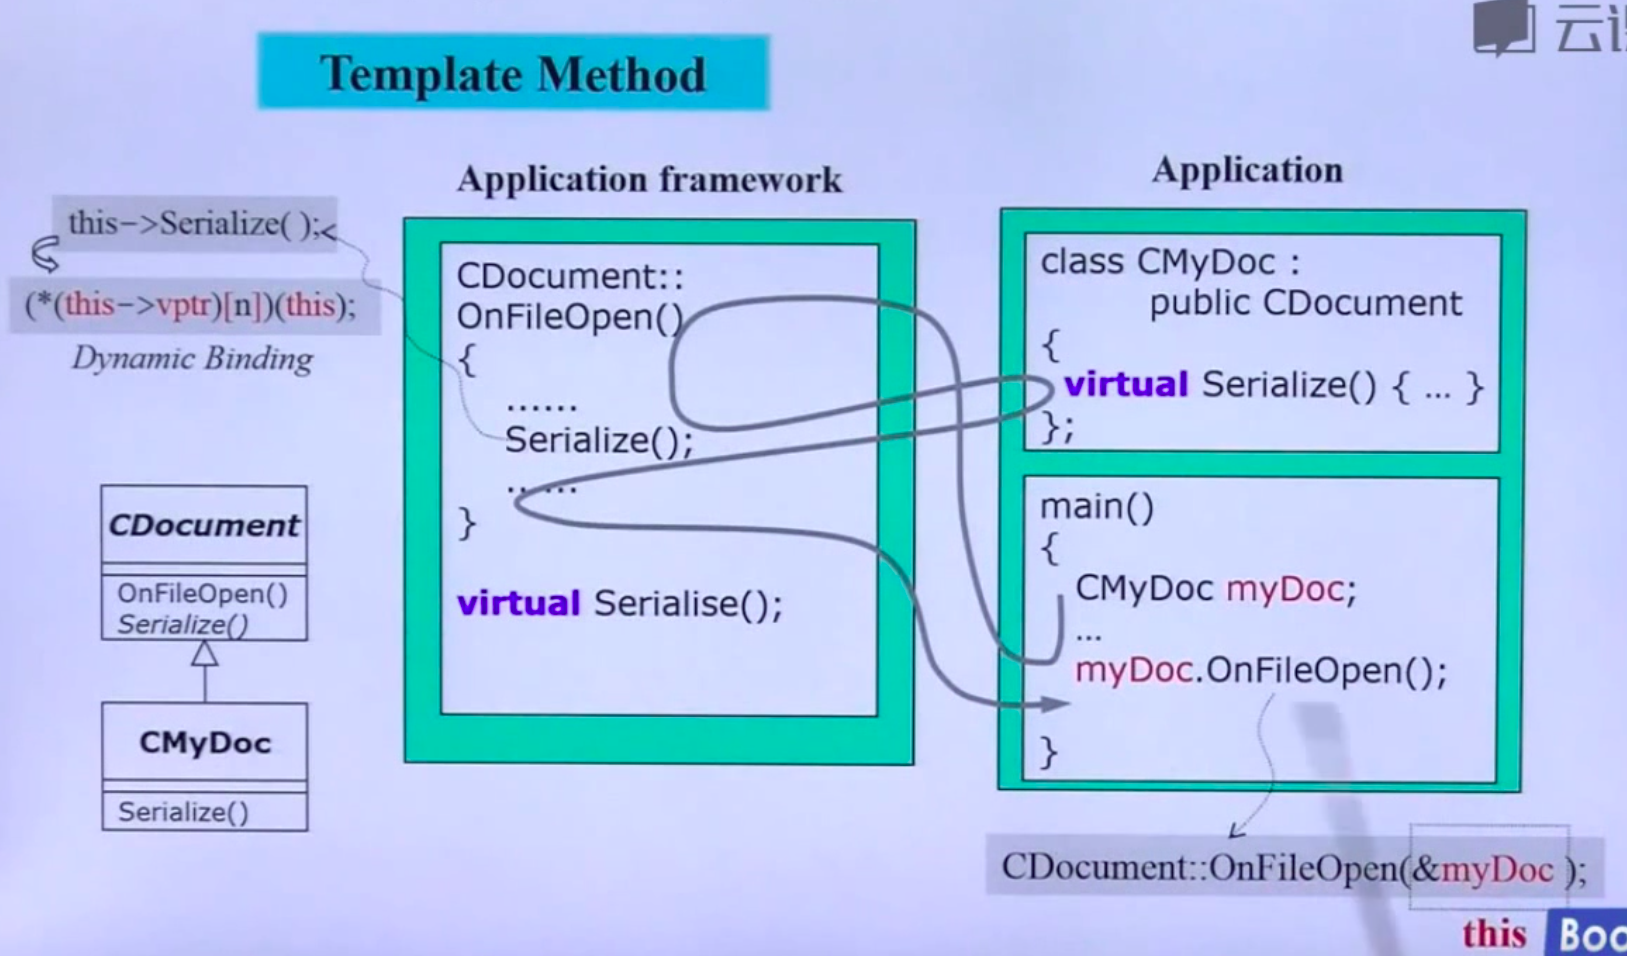 云
Template Method
Application framework
Application
this->Serialize( );
(*(this->vptr)[n])(this);
Dynamic Binding
CDocument::
OnFileOpen()
{
......
Serialize();
......
}
virtual Serialise();
class CMyDoc :
public CDocument
{
virtual Serialize() { ... }
};
main()
{
CMyDoc myDoc;
...
myDoc.OnFileOpen();
}
CDocument
OnFileOpen()
Serialize()
CMyDoc
Serialize()
CDocument::OnFileOpen(&myDoc );
this